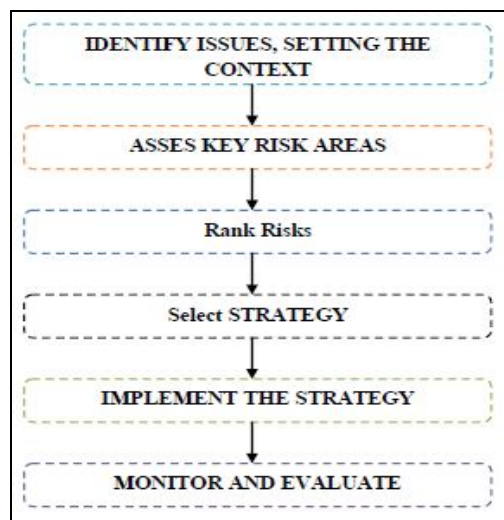 IDENTIFY ISSUES, SETTING THE
CONTEXT
ASSES KEY RISK AREAS
Rank Risks
Select STRATEGY
IMPLEMENT THE STRATEGY
MONITOR AND EVALUATE